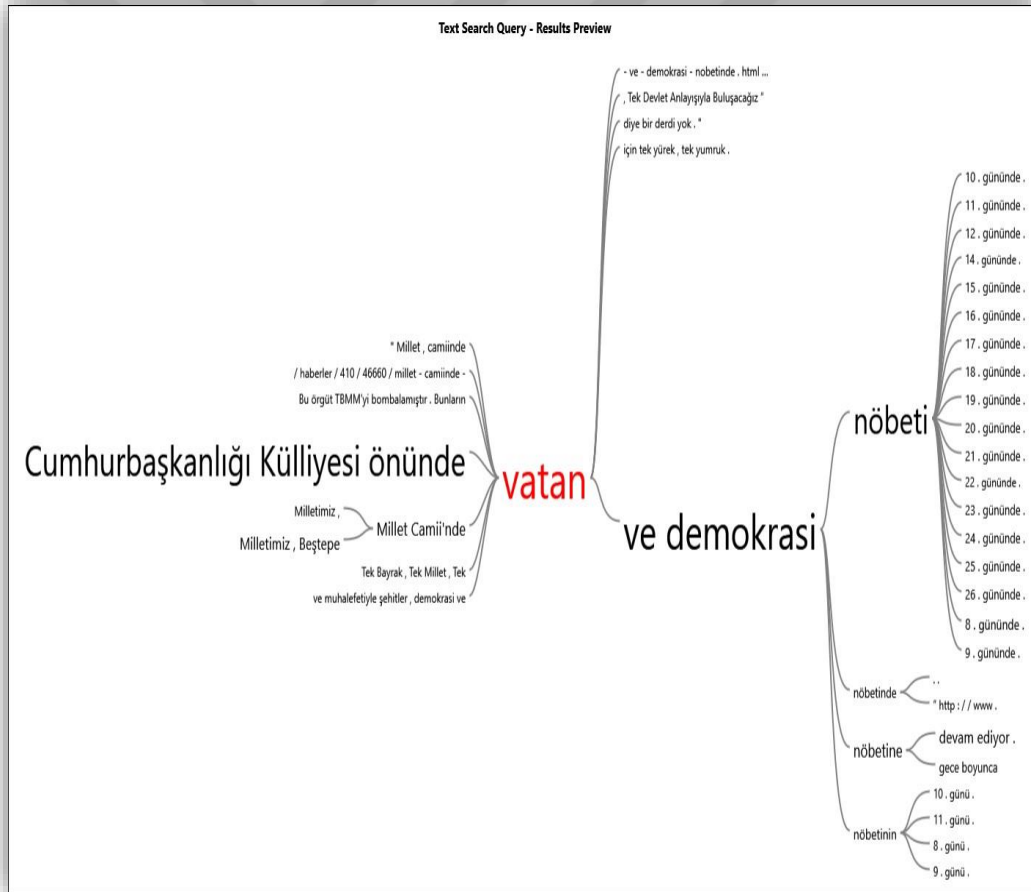 Text Search Query - Results Preview
- ve - demokrasi - nobetinde . html ...
, Tek Devlet Anlayışıyla Buluşacağız "
diye bir derdi yok . "
için tek yürek , tek yumruk .
" Millet , camiinde
/ haberler / 410 / 46660 / millet - camiinde -
Bu örgüt TBMM'yi bombalamıştır . Bunların
Cumhurbaşkanlığı Külliyesi önünde
Milletimiz ,
Milletimiz , Beştepe
Millet Camii'nde
Tek Bayrak , Tek Millet , Tek
ve muhalefetiyle şehitler , demokrasi ve
vatan
ve demokrasi
nöbeti
10 . gününde .
11 . gününde .
12 . gününde .
14 . gününde .
15 . gününde .
16 . gününde .
17 . gününde .
18 . gününde .
19 . gününde .
20 . gününde .
21 . gününde .
22 . gününde .
23 . gününde .
24 . gününde .
25 . gününde .
26 . gününde .
8 . gününde .
9 . gününde .
nöbetinde
. .
" http : / / www .
nöbetine
devam ediyor .
gece boyunca
nöbetinin
10 . günü .
11 . günü .
8 . günü .
9 . günü .